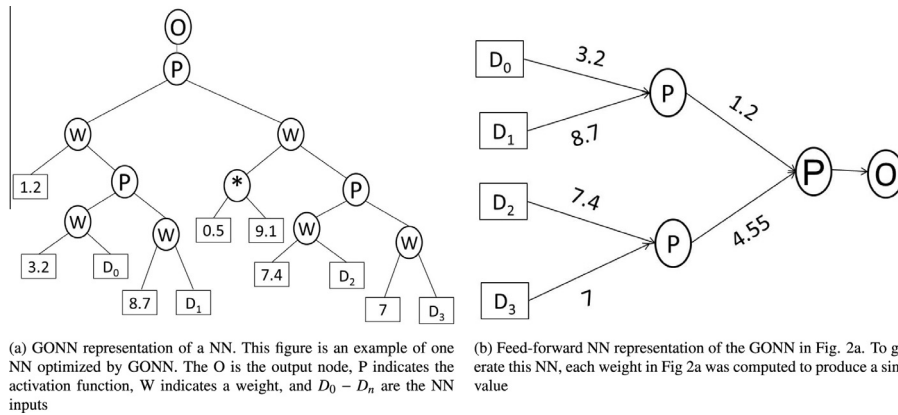 O
P
W
W
1.2
P
*
P
W
W
0.5
9.1
W
W
3.2
D₀
8.7
D₁
7.4
D₂
7
D₃
(a) GONN representation of a NN. This figure is an example of one
NN optimized by GONN. The O is the output node, P indicates the
activation function, W indicates a weight, and D₀ − Dₙ are the NN
inputs
D₀
3.2
P
D₁
8.7
1.2
P
O
D₂
7.4
P
4.55
D₃
7
(b) Feed-forward NN representation of the GONN in Fig. 2a. To g
erate this NN, each weight in Fig 2a was computed to produce a sin
value